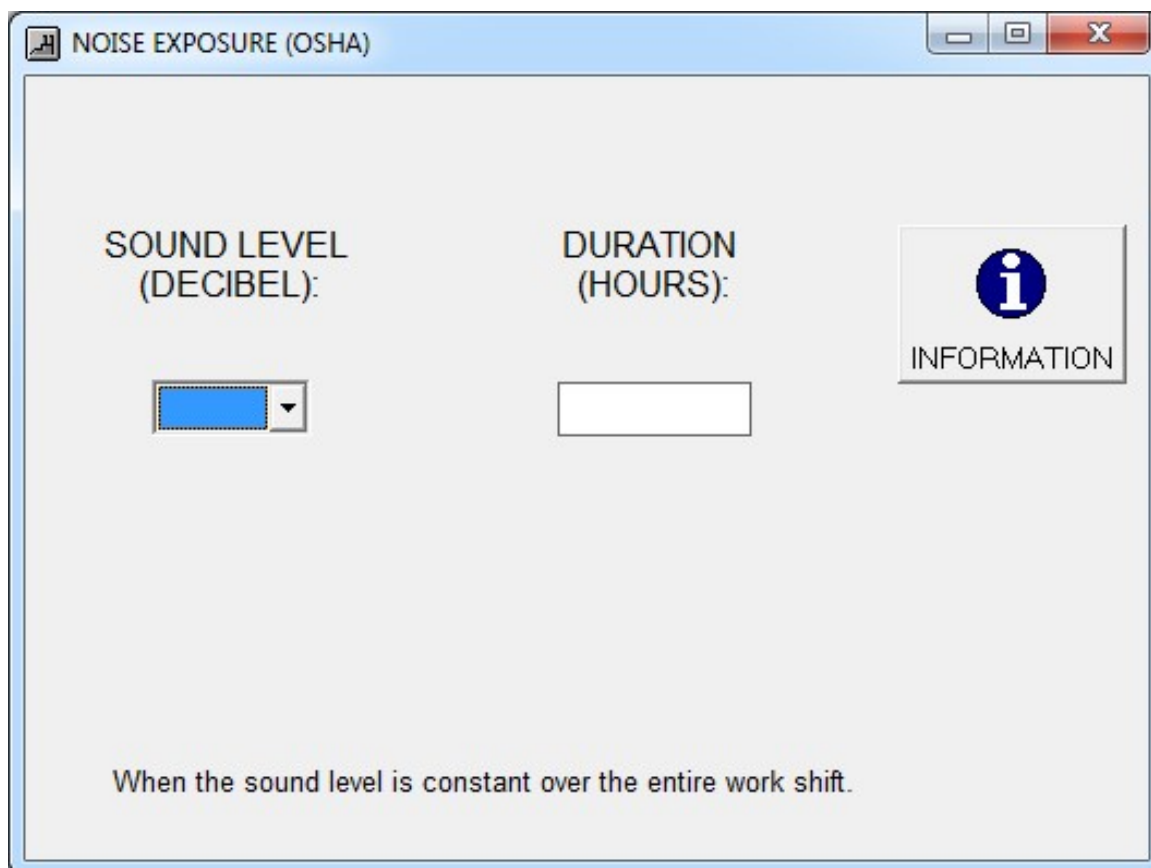 NOISE EXPOSURE (OSHA)
SOUND LEVEL
(DECIBEL):
DURATION
(HOURS):
INFORMATION
When the sound level is constant over the entire work shift.